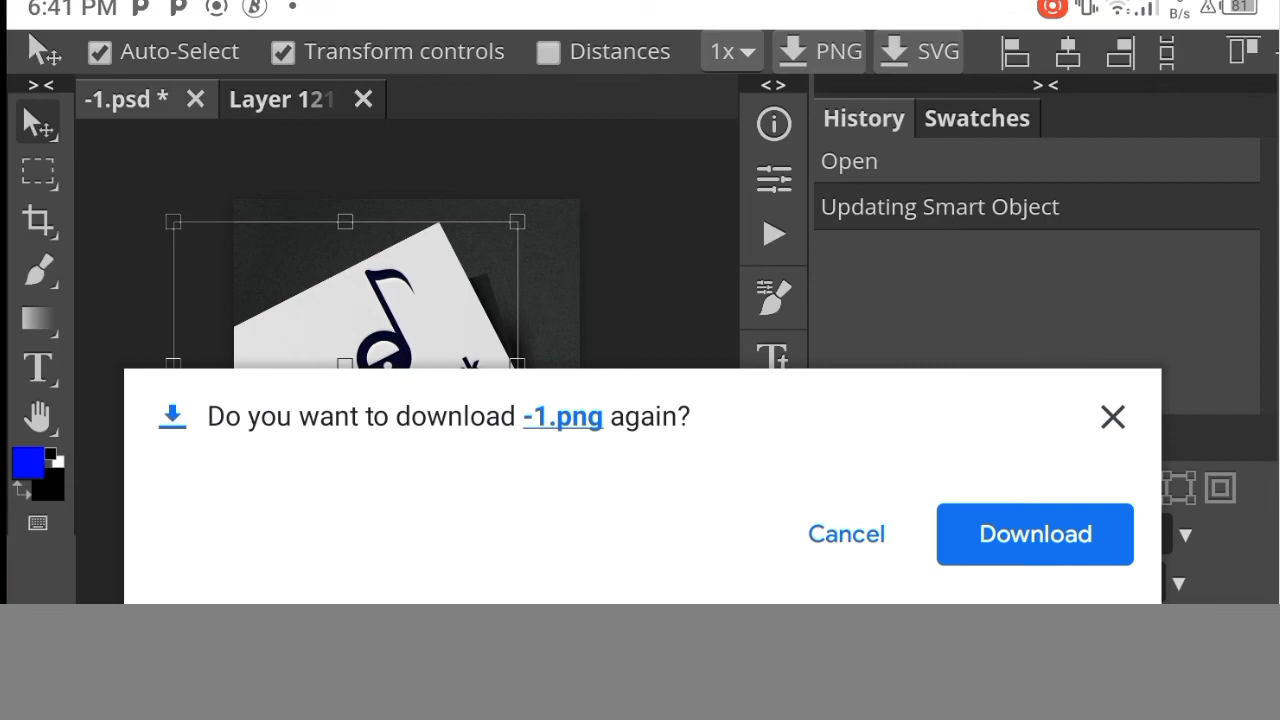 6:41 PM
B/s
81
Auto-Select
Transform controls
Distances
1x
PNG
SVG
-1.psd *
Layer 121
History
Swatches
Open
Updating Smart Object
Do you want to download -1.png again?
Cancel
Download